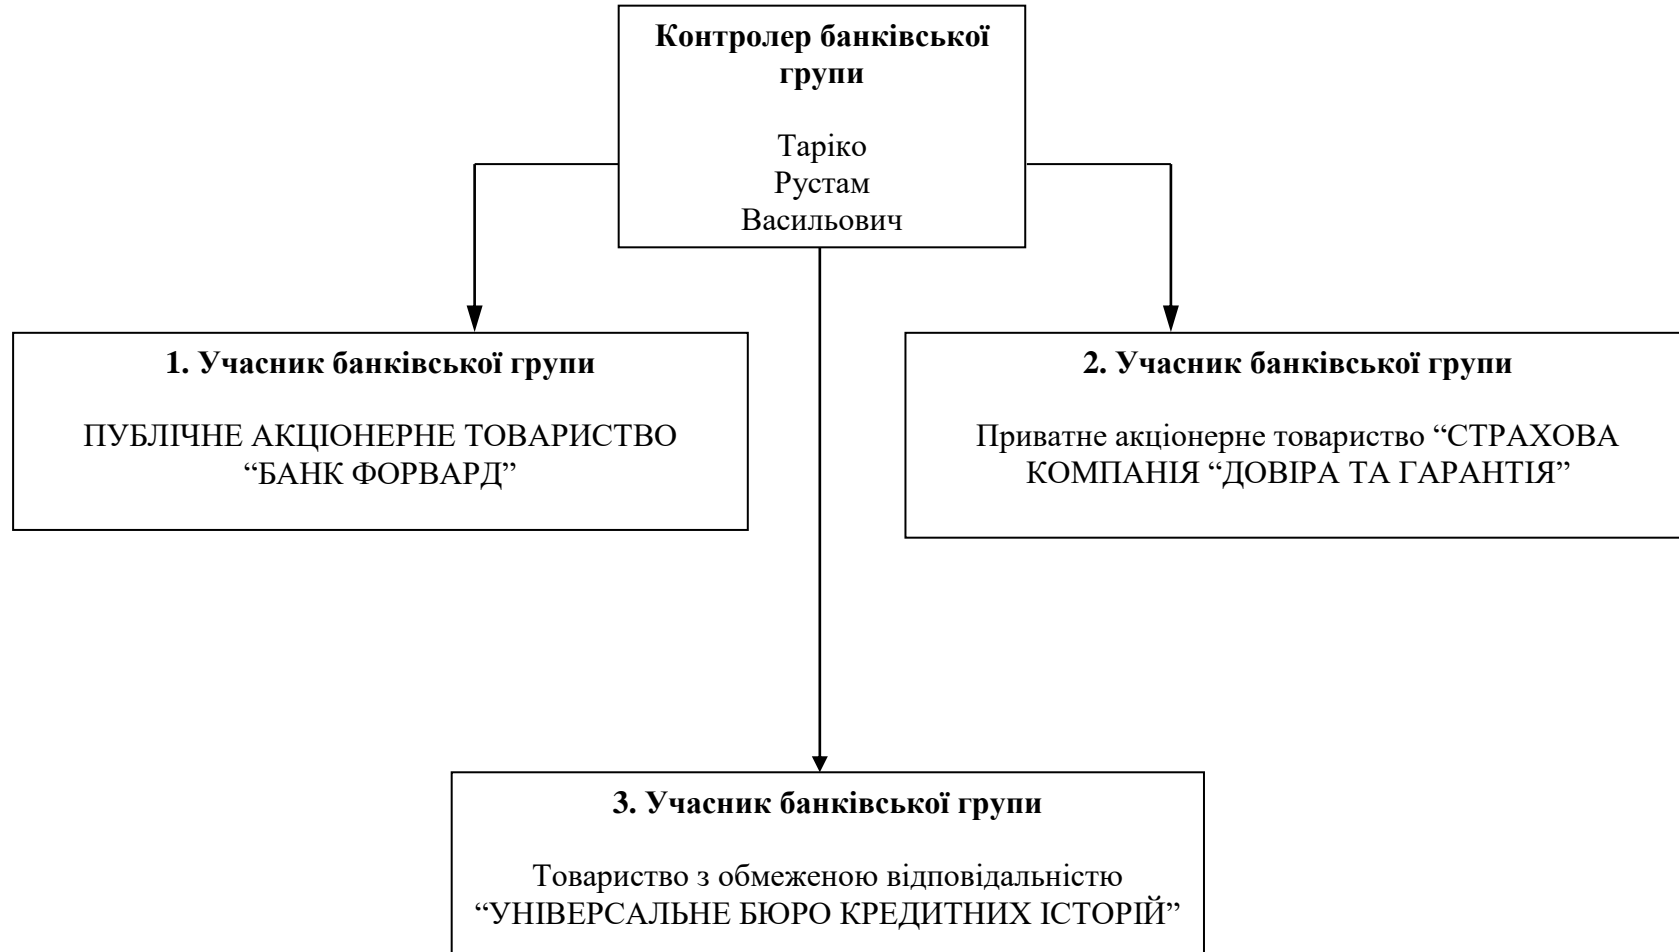 Контролер банківської
групи
Таріко
Рустам
Васильович
1. Учасник банківської групи
ПУБЛІЧНЕ АКЦІОНЕРНЕ ТОВАРИСТВО
“БАНК ФОРВАРД”
2. Учасник банківської групи
Приватне акціонерне товариство “СТРАХОВА
КОМПАНІЯ “ДОВІРА ТА ГАРАНТІЯ”
3. Учасник банківської групи
Товариство з обмеженою відповідальністю
“УНІВЕРСАЛЬНЕ БЮРО КРЕДИТНИХ ІСТОРІЙ”